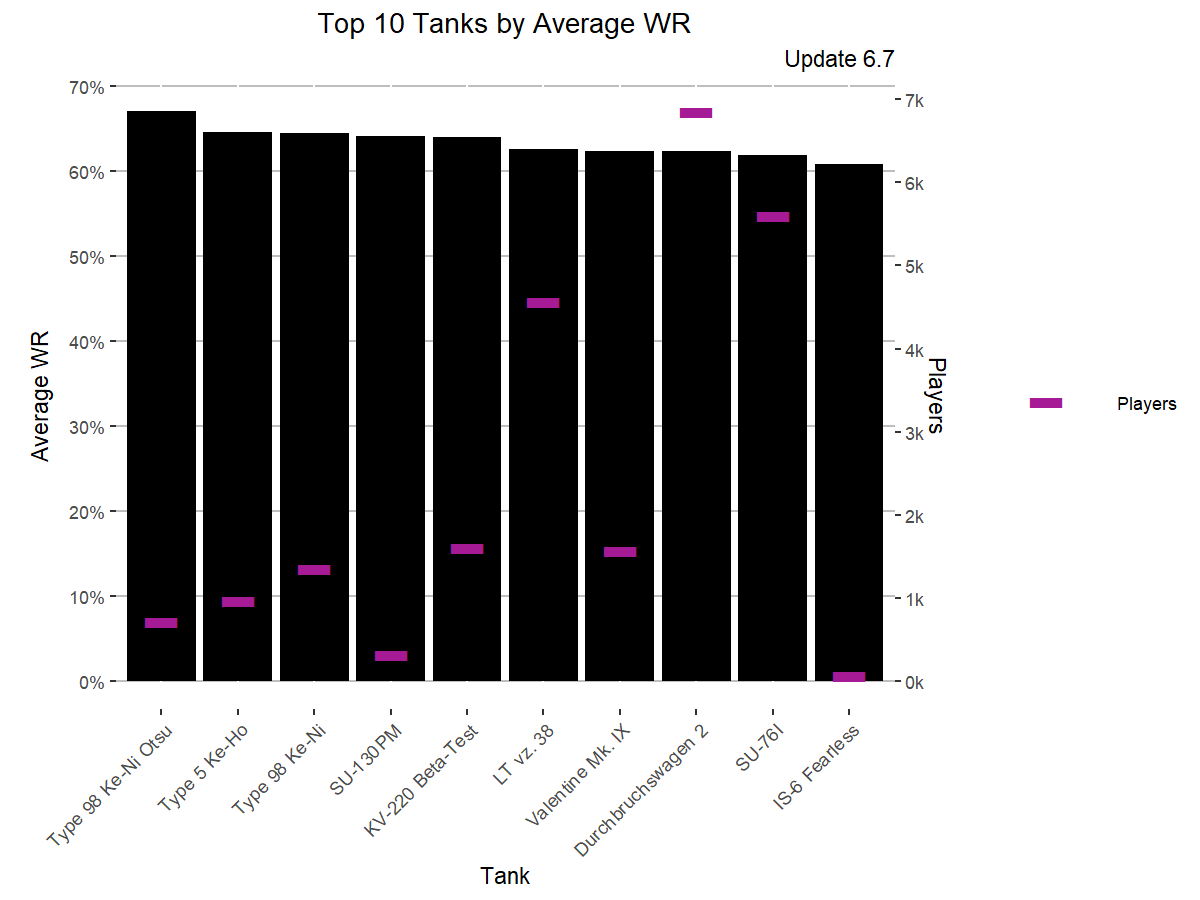 Top 10 Tanks by Average WR
Update 6.7
Average WR
70%
60%
50%
40%
30%
20%
10%
0%
7k
6k
5k
4k
3k
2k
1k
0k
Players
Players
Type 98 Ke-Ni Otsu
Type 5 Ke-Ho
Type 98 Ke-Ni
SU-130PM
KV-220 Beta-Test
LT vz. 38
Valentine Mk. IX
Durchbruchswagen 2
SU-76I
IS-6 Fearless
Tank